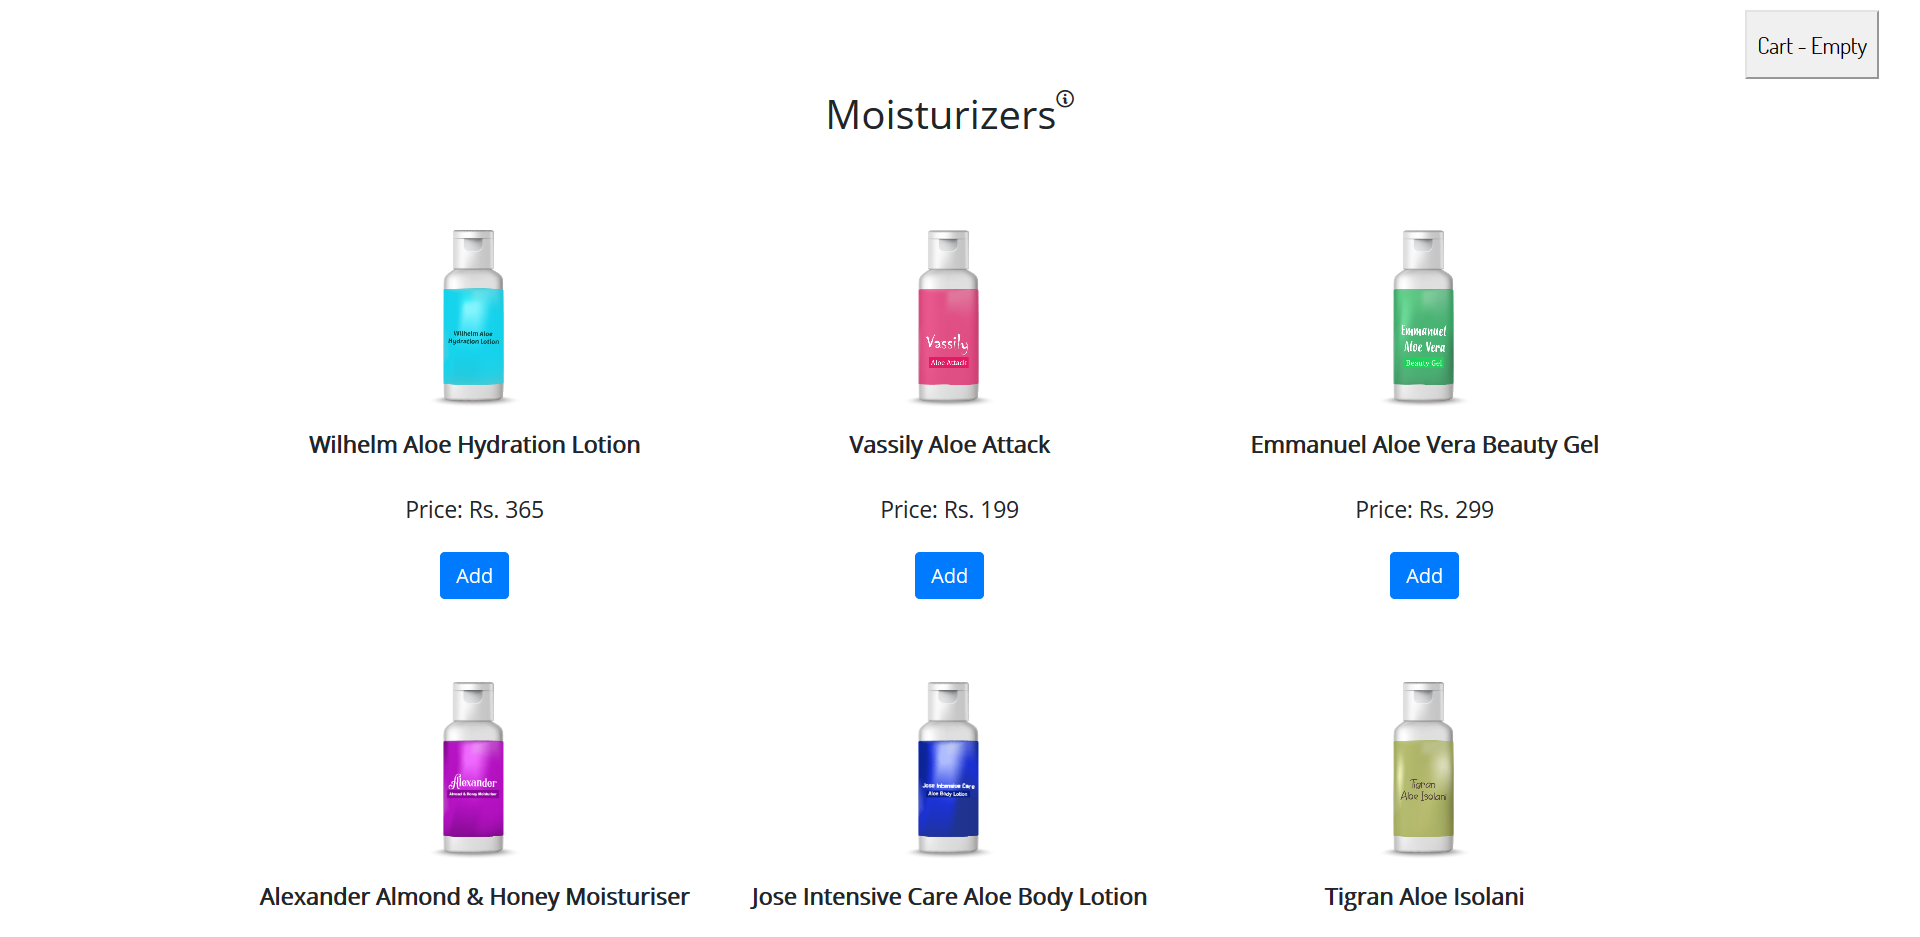 Cart - Empty
Moisturizers
Wilhelm Aloe
Hydration Lotion
Vassily
Aloe Attack
Emmanuel
Aloe Vera
Beauty Gel
Wilhelm Aloe Hydration Lotion
Vassily Aloe Attack
Emmanuel Aloe Vera Beauty Gel
Price: Rs. 365
Price: Rs. 199
Price: Rs. 299
Add
Add
Add
Alexander
Almond & Honey Moisturiser
Jose Intensive Care
Aloe Body Lotion
Tigran
Aloe Isolani
Alexander Almond & Honey Moisturiser
Jose Intensive Care Aloe Body Lotion
Tigran Aloe Isolani